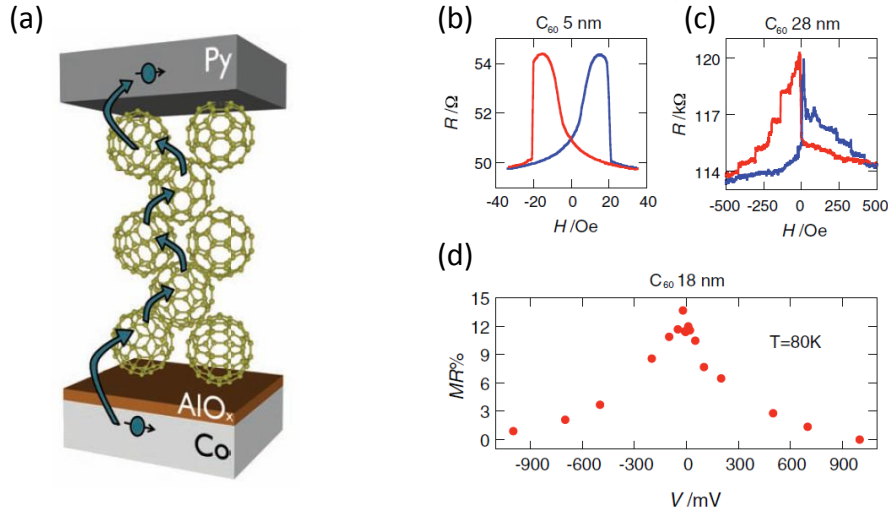 (a)
Py
AlOx
Co
(b)
C60 5 nm
R /Ω
54
52
50
-40 -20 0 20 40
H /Oe
(c)
C60 28 nm
R /kΩ
120
117
114
-500 -250 0 250 500
H /Oe
(d)
C60 18 nm
MR%
15
12
9
6
3
0
T=80K
-900 -600 -300 0 300 600 900
V /mV